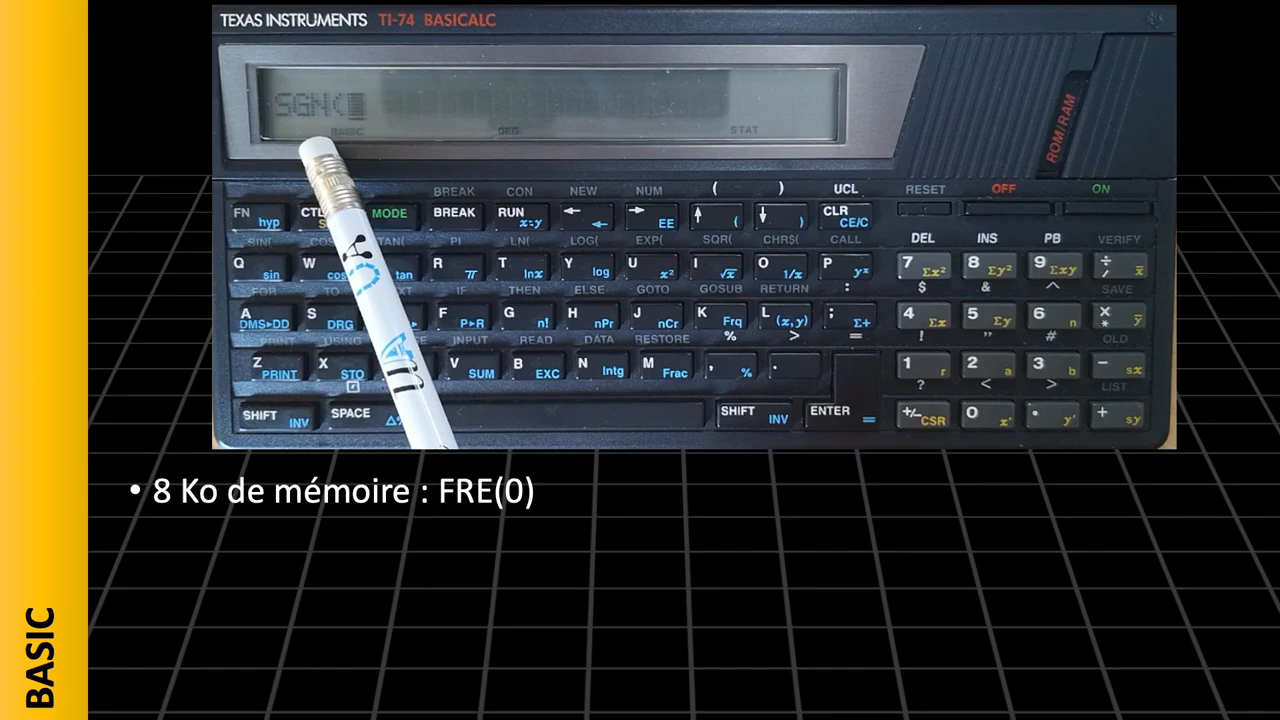 TEXAS INSTRUMENTS TI-74 BASICALC
SGN(
BASIC DEG STAT
ROM/RAM
BREAK CON NEW NUM ( ) UCL RESET OFF ON
FN hyp CTL MODE BREAK RUN x=y ← ← → EE ↑ ( ↓ ) CLR CE/C
SIN( COS TAN( PI LN( LOG( EXP( SQR( CHR$( CALL DEL INS PB VERIFY
Q sin W cos tan R π T lnx Y log U x² I √x O 1/x P yˣ 7 Σx² 8 Σy² 9 Σxy ÷ / x̄
FOR TO IF THEN ELSE GOTO GOSUB RETURN : $ & ^ SAVE
A DMS▸DD S DRG F P▸R G n! H nPr J nCr K Frq L (x,y) ; Σ+ 4 Σx 5 Σy 6 n × * ȳ
PRINT USING INPUT READ DATA RESTORE % > = ! " # OLD
Z PRINT X STO V SUM B EXC N Intg M Frac , % . 1 r 2 a 3 b − sx
? < > LIST
SHIFT INV SPACE SHIFT INV ENTER = +/− CSR 0 x' . y' + sy
• 8 Ko de mémoire : FRE(0)
BASIC